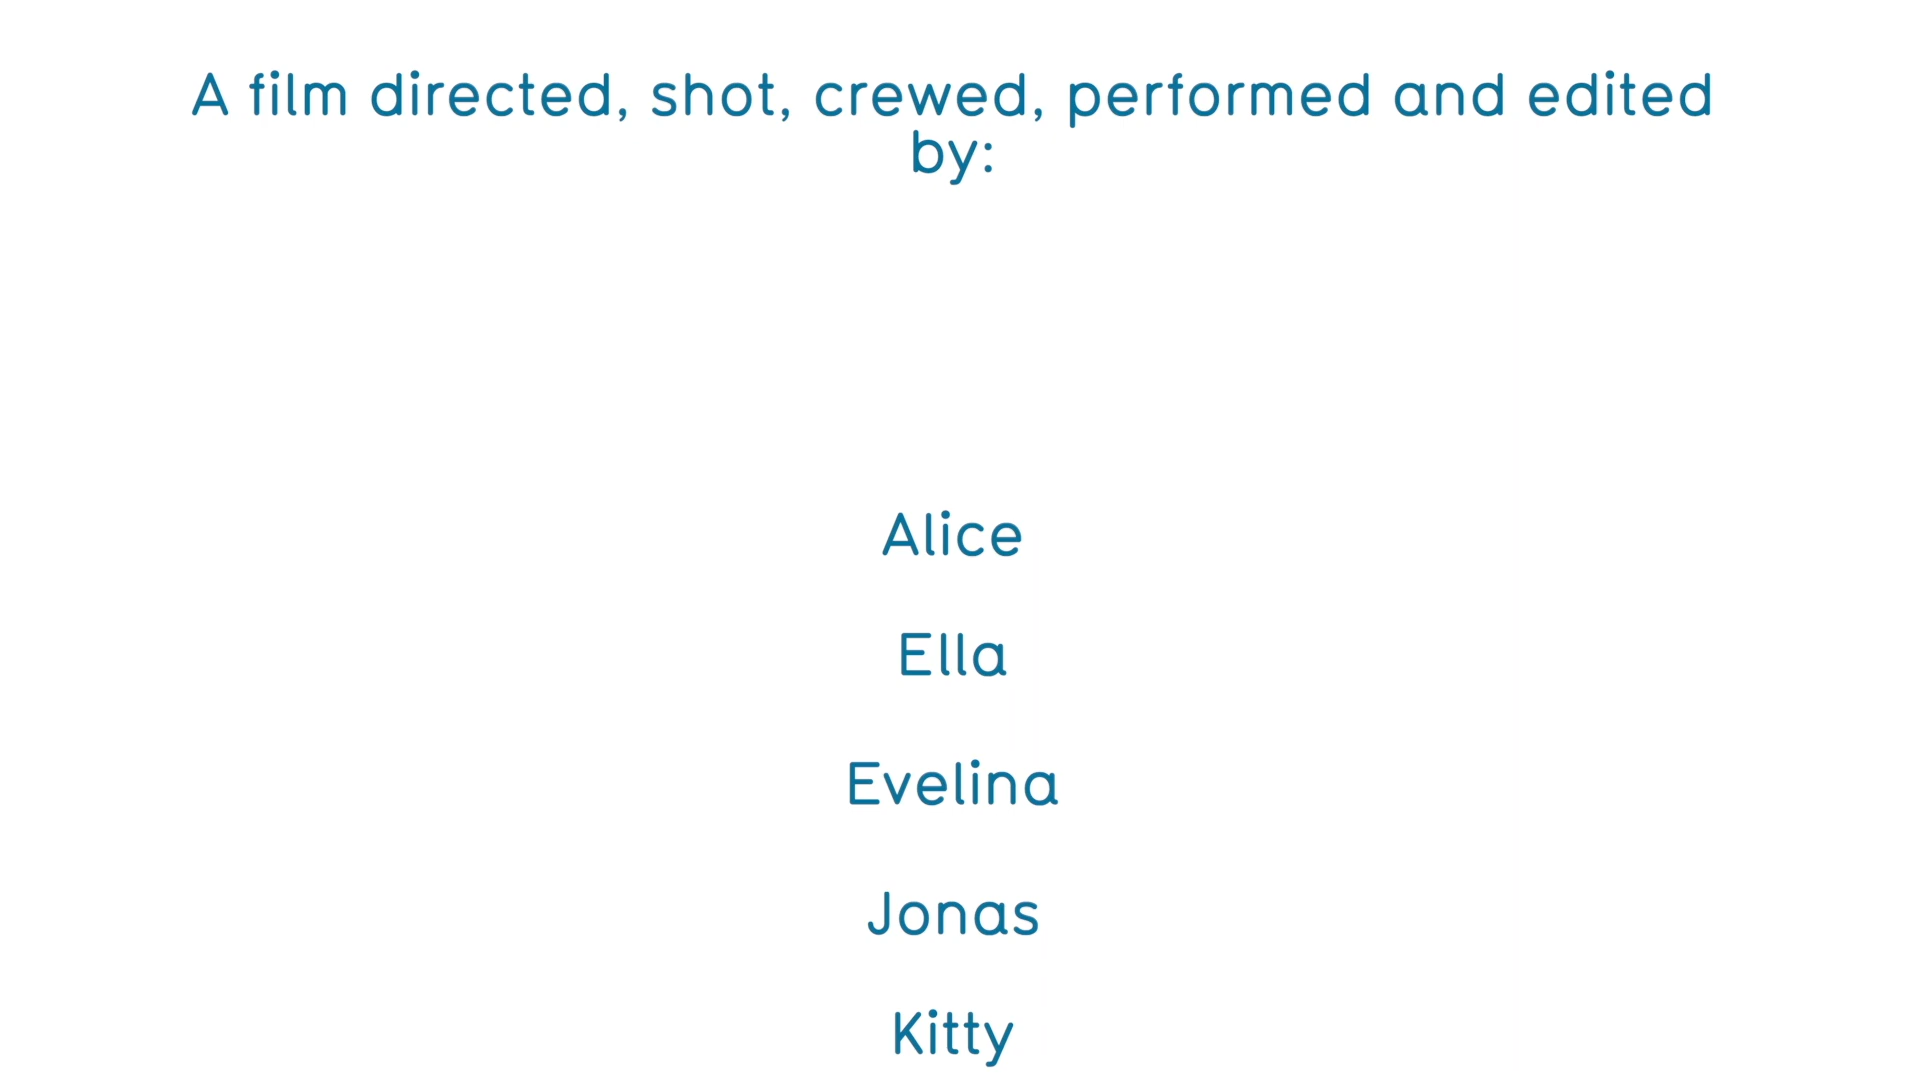 A film directed, shot, crewed, performed and edited
by:
Alice
Ella
Evelina
Jonas
Kitty